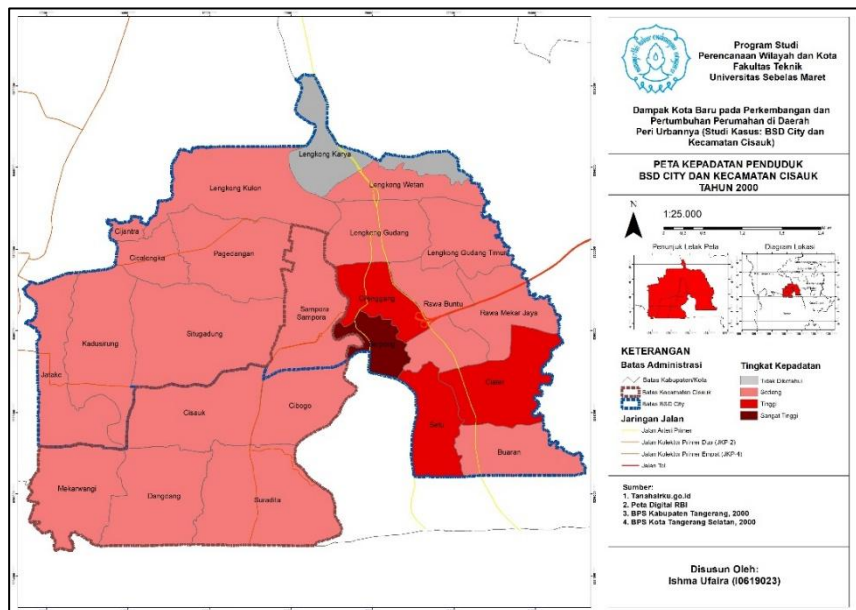 Lengkong Karya
Lengkong Kulon
Lengkong Wetan
Cijantra
Cicalengka
Pagedangan
Lengkong Gudang
Lengkong Gudang Timur
Sampora
Sampora
Rawa Buntu
Rawa Mekar Jaya
Kadusirung
Situgadung
Jatake
Cisauk
Cibogo
Setu
Buaran
Mekarwangi
Dangdang
Suradita
Program Studi
Perencanaan Wilayah dan Kota
Fakultas Teknik
Universitas Sebelas Maret
Dampak Kota Baru pada Perkembangan dan
Pertumbuhan Perumahan di Daerah
Peri Urbannya (Studi Kasus: BSD City dan
Kecamatan Cisauk)
PETA KEPADATAN PENDUDUK
BSD CITY DAN KECAMATAN CISAUK
TAHUN 2000
N
1:25.000
Penunjuk Letak Peta
Diagram Lokasi
KETERANGAN
Batas Administrasi
Batas Kabupaten/Kota
Batas Kecamatan Cisauk
Batas BSD City
Jaringan Jalan
Jalan Arteri Primer
Jalan Kolektor Primer Dua (JKP-2)
Jalan Kolektor Primer Empat (JKP-4)
Jalan Tol
Tingkat Kepadatan
Tidak Diketahui
Sedang
Tinggi
Sangat Tinggi
Sumber:
1. Tanahairku.go.id
2. Peta Digital RBI
3. BPS Kabupaten Tangerang, 2000
4. BPS Kota Tangerang Selatan, 2000
Disusun Oleh:
Ishma Ufaira (I0619023)